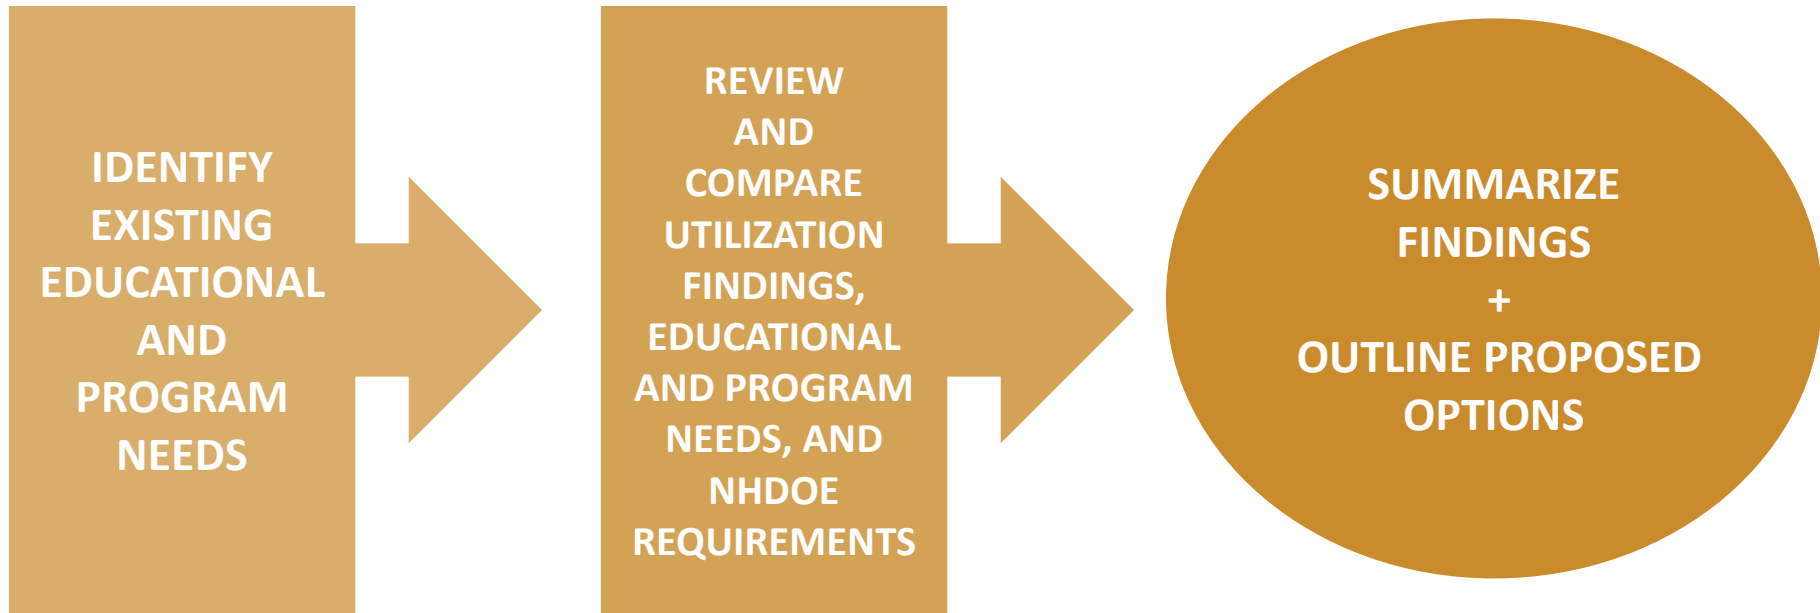 IDENTIFY
EXISTING
EDUCATIONAL
AND
PROGRAM
NEEDS
REVIEW
AND
COMPARE
UTILIZATION
FINDINGS,
EDUCATIONAL
AND PROGRAM
NEEDS, AND
NHDOE
REQUIREMENTS
SUMMARIZE
FINDINGS
+
OUTLINE PROPOSED
OPTIONS